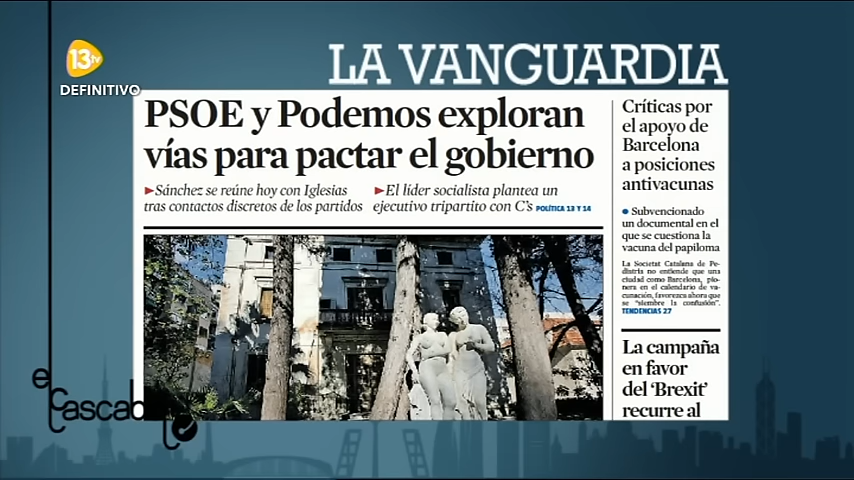 13tv
DEFINITIVO
LA VANGUARDIA
PSOE y Podemos exploran
vías para pactar el gobierno
►Sánchez se reúne hoy con Iglesias
tras contactos discretos de los partidos
►El líder socialista plantea un
ejecutivo tripartito con C's POLÍTICA 13 Y 14
Críticas por
el apoyo de
Barcelona
a posiciones
antivacunas
● Subvencionado
un documental en el
que se cuestiona la
vacuna del papiloma
La Societat Catalana de Pe-
diatria no entiende que una
ciudad como Barcelona, pio-
nera en el calendario de va-
cunación, favorezca ahora que
se "siembre la confusión".
TENDENCIAS 27
La campaña
en favor
del 'Brexit'
recurre al
el Cascabel